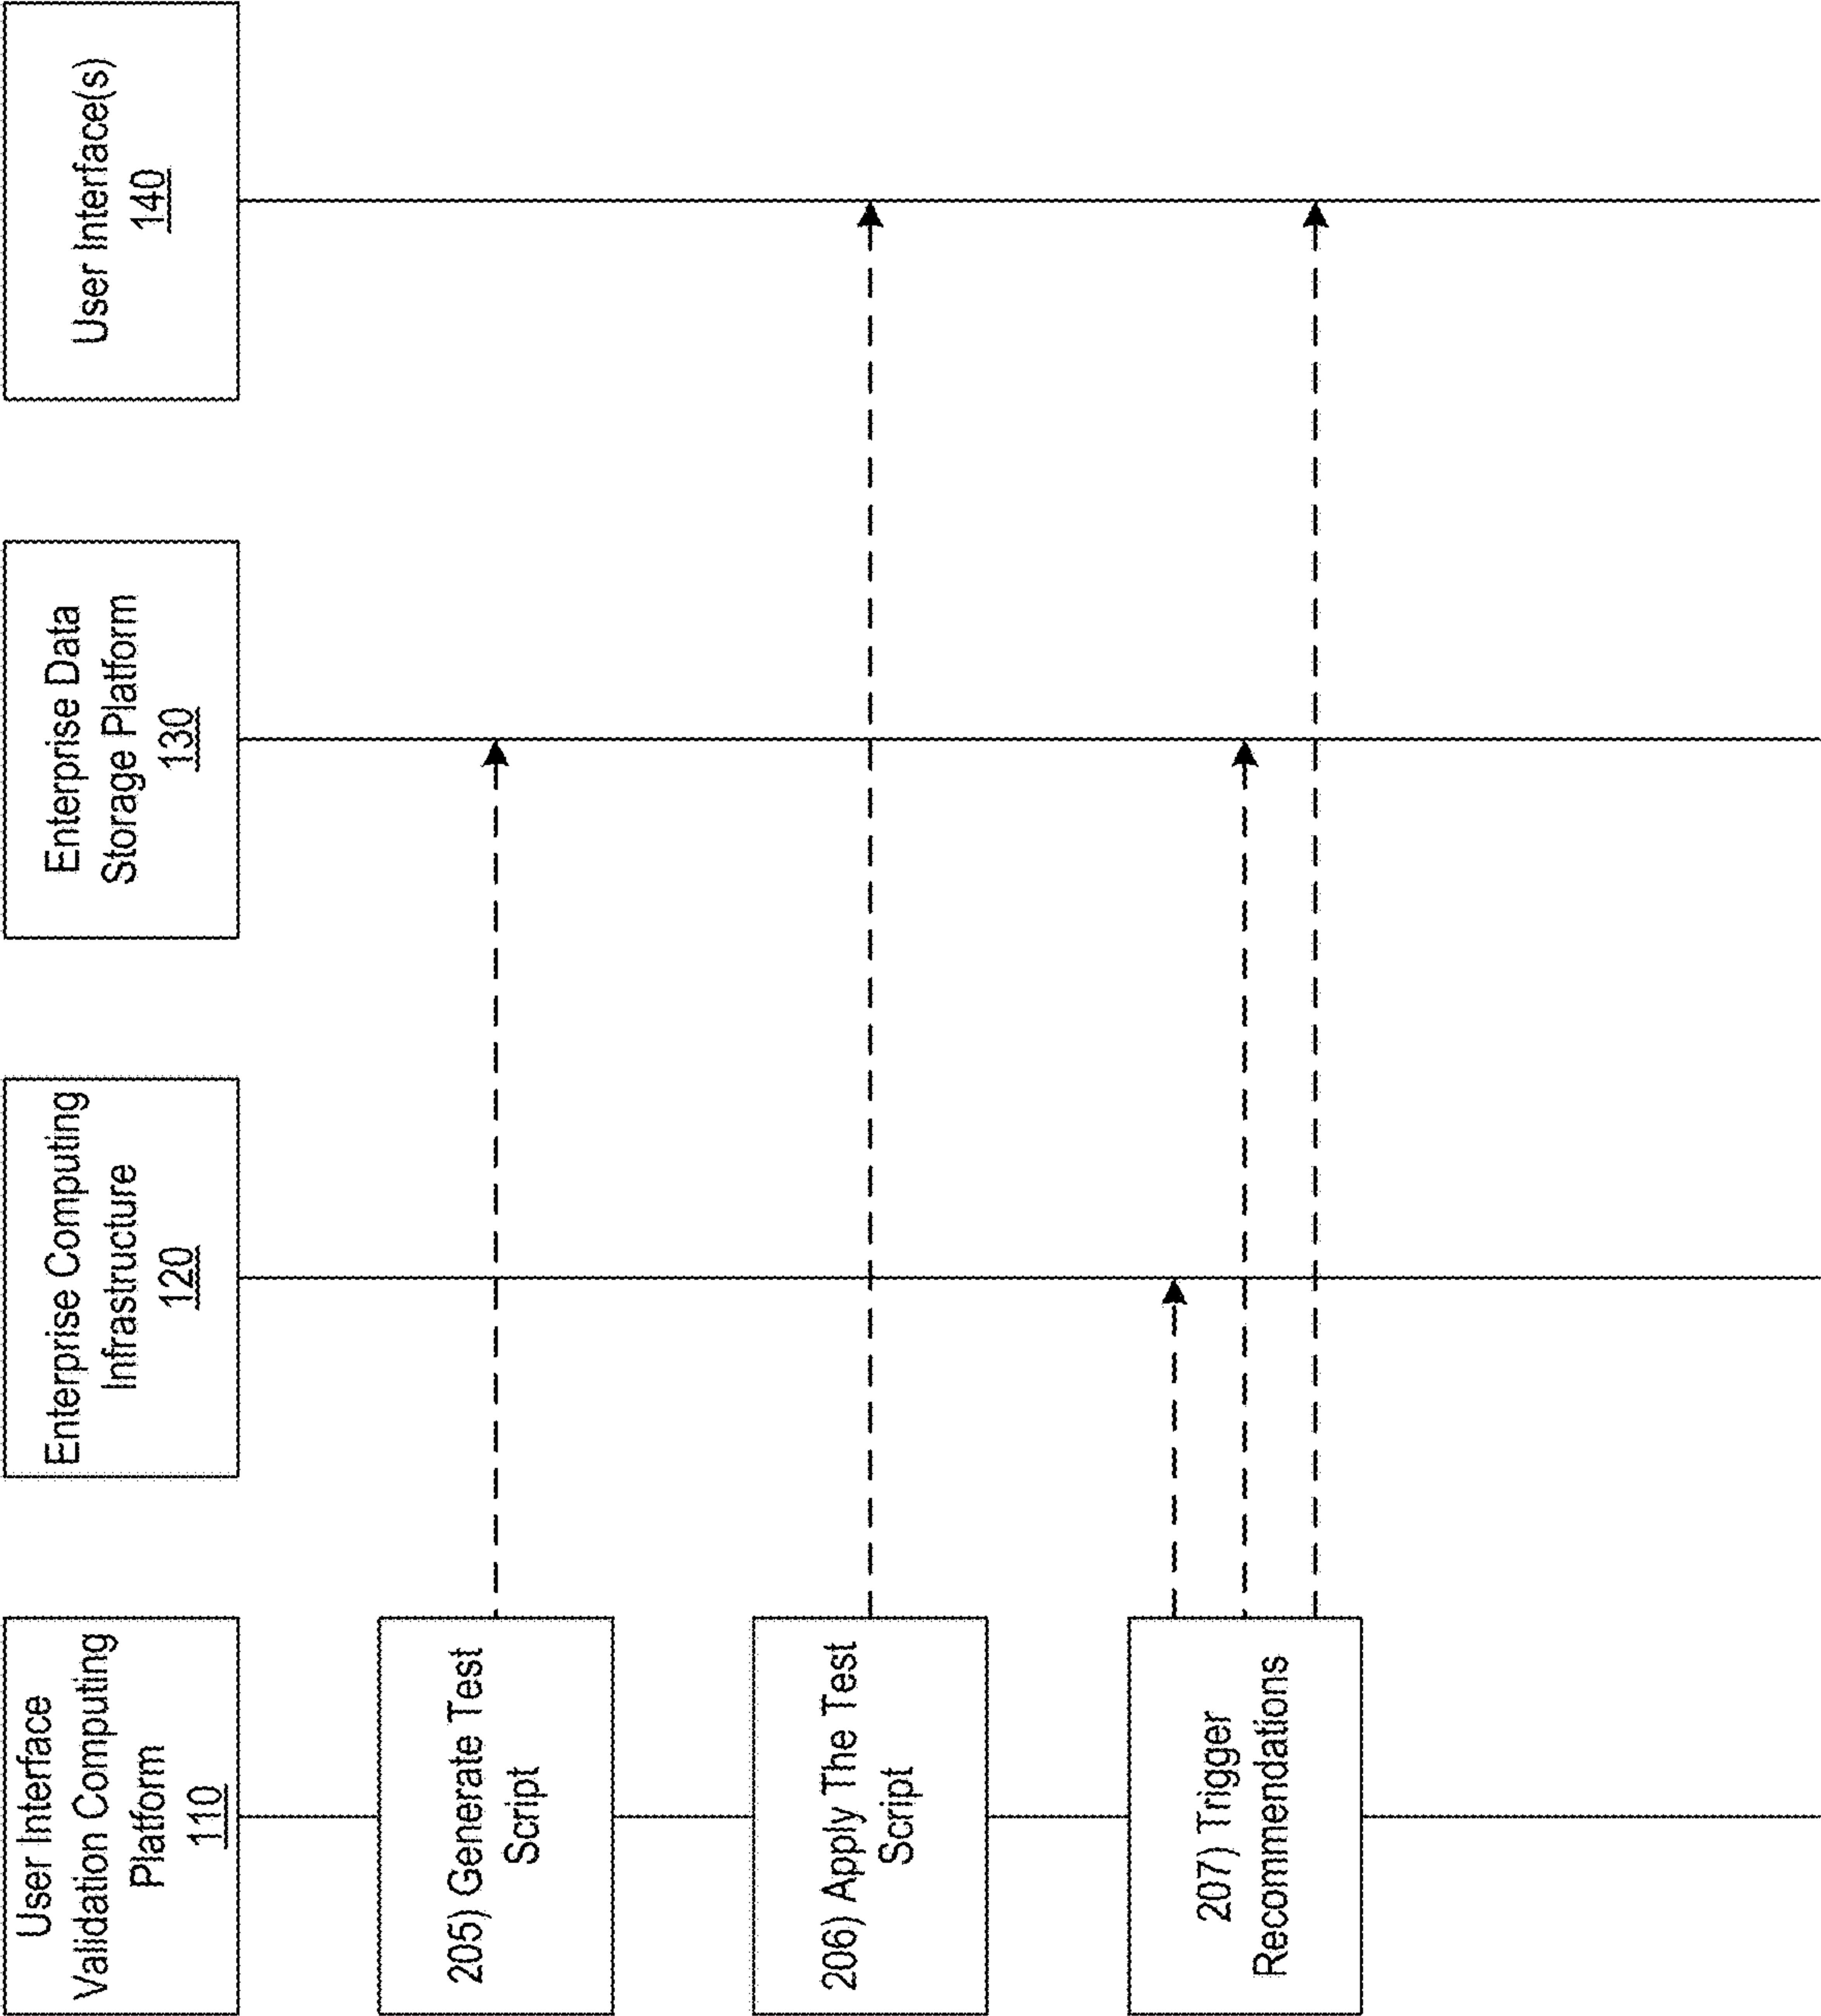 User Interface
Validation Computing
Platform
110
Enterprise Computing
Infrastructure
120
Enterprise Data
Storage Platform
130
User Interface(s)
140
205) Generate Test
Script
206) Apply The Test
Script
207) Trigger
Recommendations